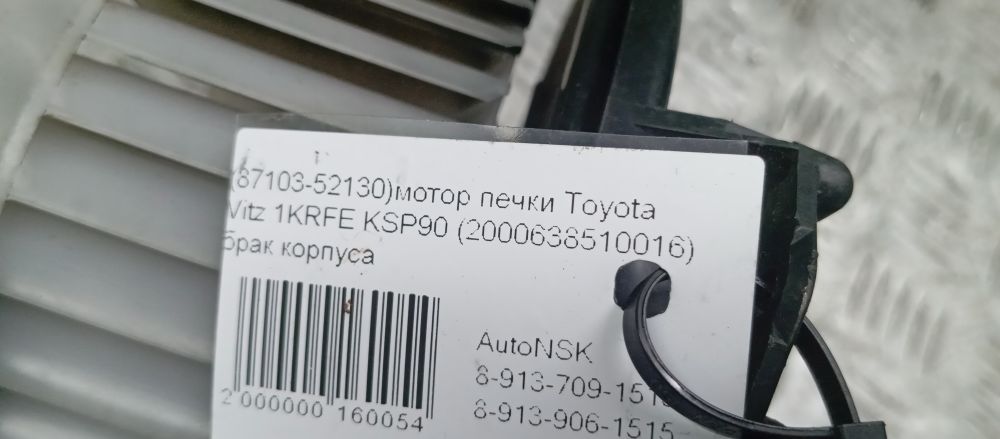 (87103-52130)мотор печки Toyota
Vitz 1KRFE KSP90 (2000638510016)
брак корпуса
AutoNSK
8-913-709-151
8-913-906-1515
2 000000 160054